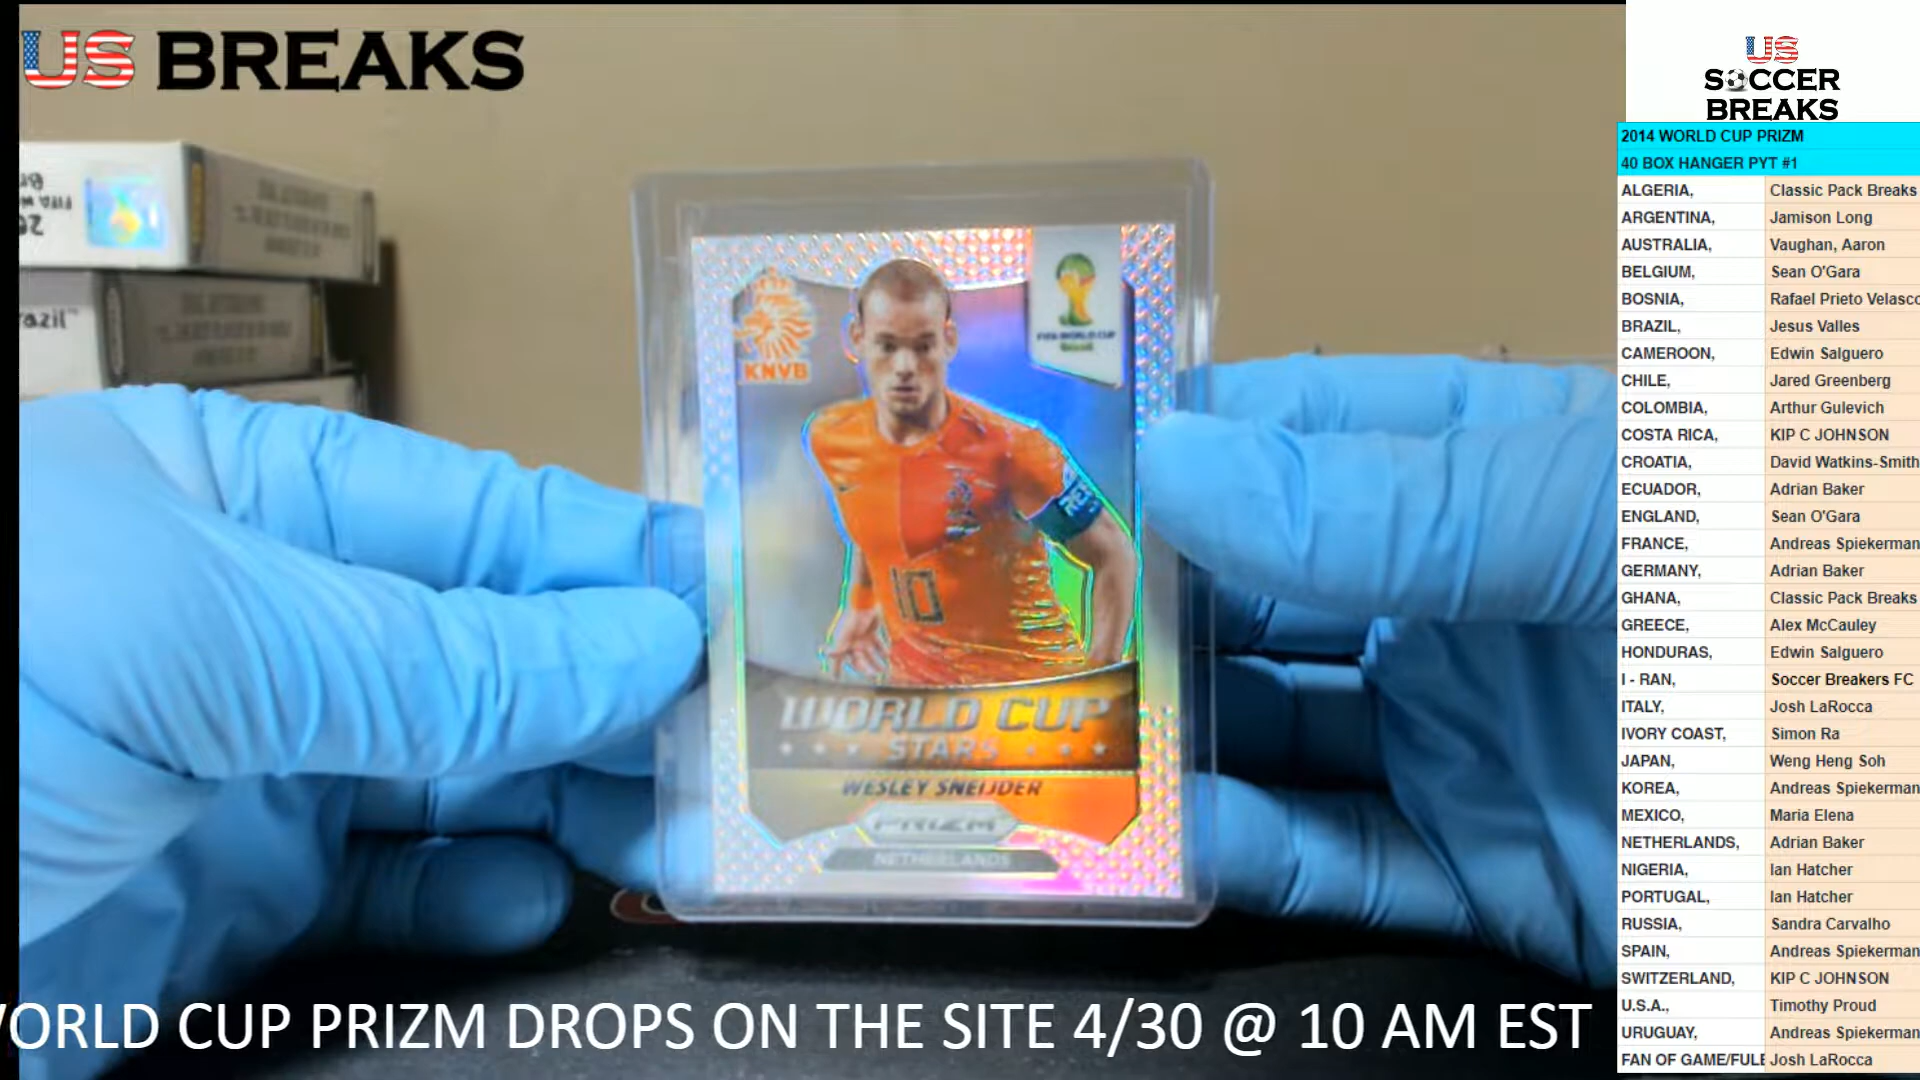 US BREAKS
US
SOCCER
BREAKS
2014 WORLD CUP PRIZM
40 BOX HANGER PYT #1
ALGERIA, Classic Pack Breaks
ARGENTINA, Jamison Long
AUSTRALIA, Vaughan, Aaron
BELGIUM, Sean O'Gara
BOSNIA, Rafael Prieto Velasco
BRAZIL, Jesus Valles
CAMEROON, Edwin Salguero
CHILE, Jared Greenberg
COLOMBIA, Arthur Gulevich
COSTA RICA, KIP C JOHNSON
CROATIA, David Watkins-Smith
ECUADOR, Adrian Baker
ENGLAND, Sean O'Gara
FRANCE, Andreas Spiekerman
GERMANY, Adrian Baker
GHANA, Classic Pack Breaks
GREECE, Alex McCauley
HONDURAS, Edwin Salguero
I - RAN, Soccer Breakers FC
ITALY, Josh LaRocca
IVORY COAST, Simon Ra
JAPAN, Weng Heng Soh
KOREA, Andreas Spiekerman
MEXICO, Maria Elena
NETHERLANDS, Adrian Baker
NIGERIA, Ian Hatcher
PORTUGAL, Ian Hatcher
RUSSIA, Sandra Carvalho
SPAIN, Andreas Spiekerman
SWITZERLAND, KIP C JOHNSON
U.S.A., Timothy Proud
URUGUAY, Andreas Spiekerman
FAN OF GAME/FULE Josh LaRocca
KNVB
FIFA WORLD CUP
10
WORLD CUP
STARS
WESLEY SNEIJDER
PRIZM
NETHERLANDS
azil
ORLD CUP PRIZM DROPS ON THE SITE 4/30 @ 10 AM EST